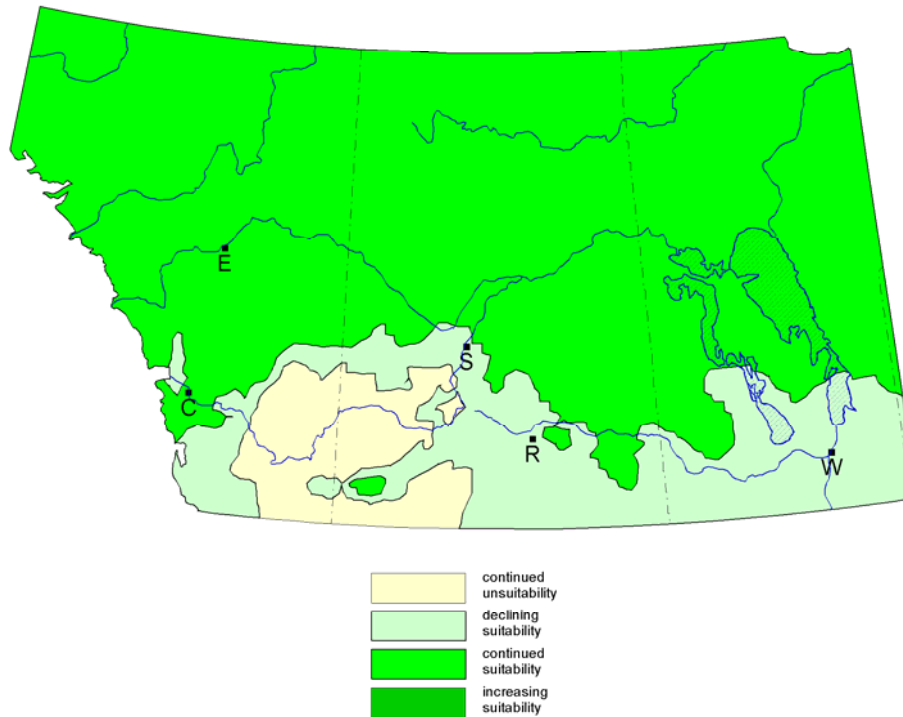 E
S
C
R
W
continued
unsuitability
declining
suitability
continued
suitability
increasing
suitability